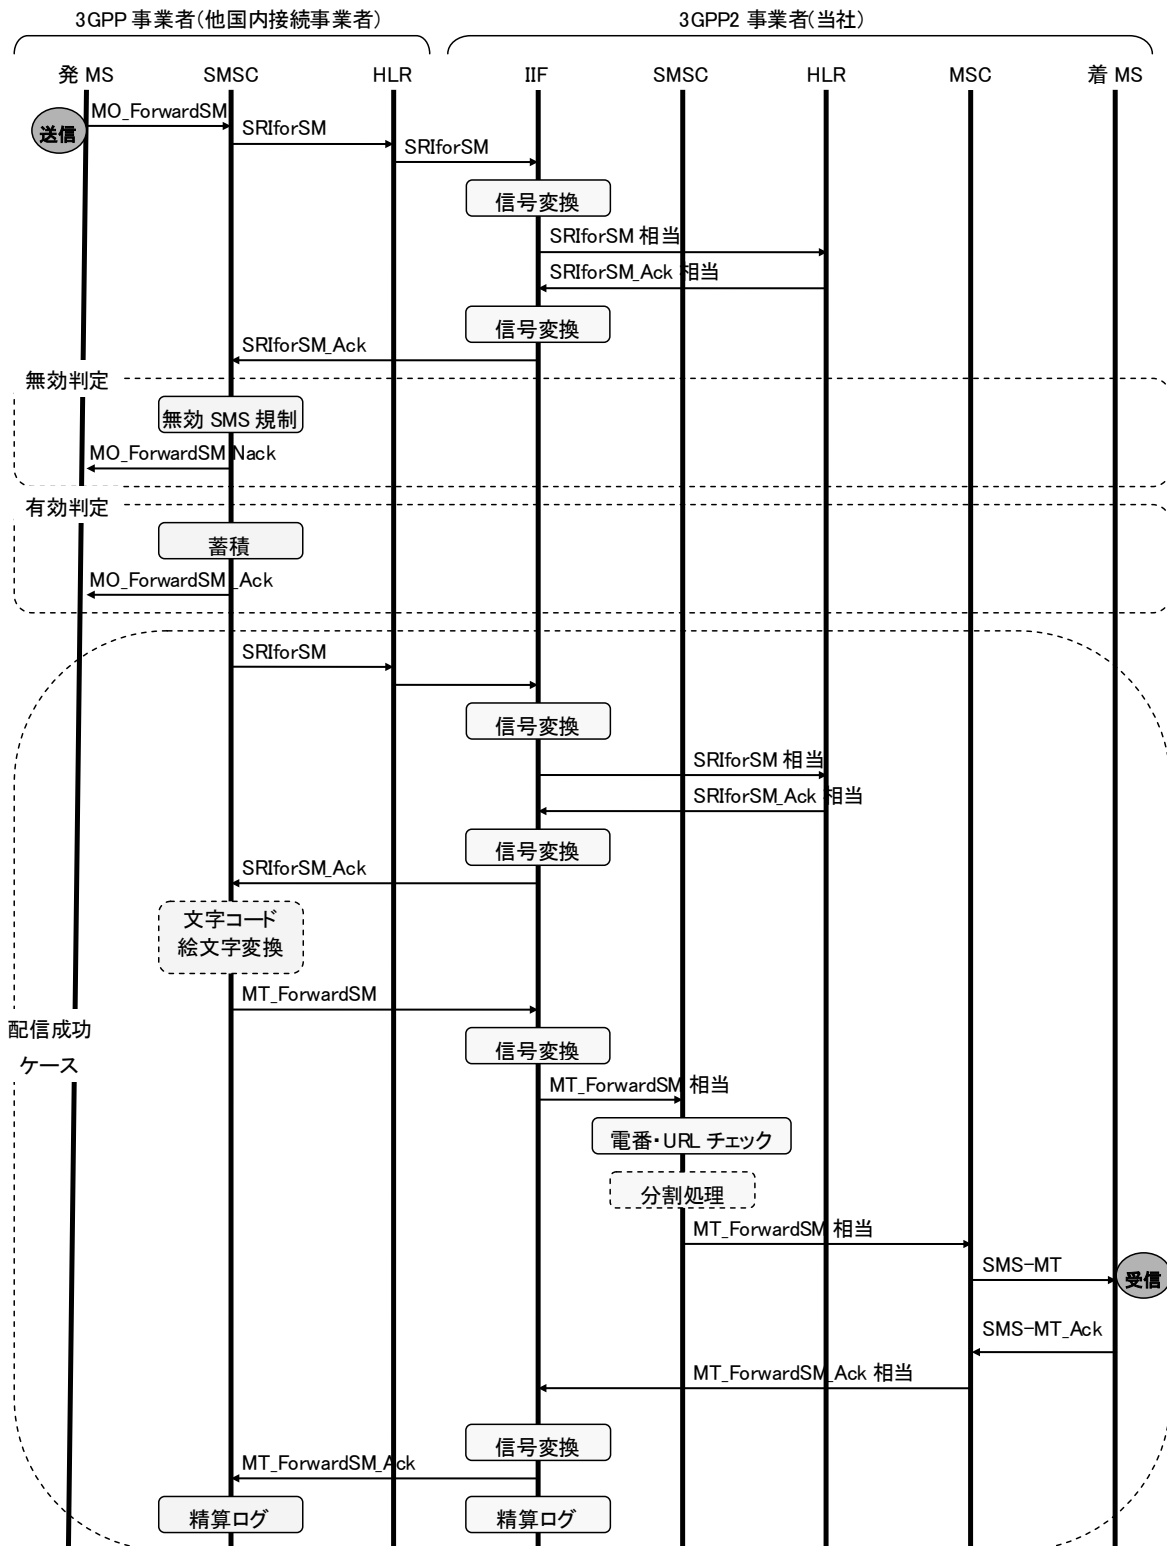 3GPP 事業者(他国内接続事業者)
3GPP2 事業者(当社)
発 MS
SMSC
HLR
IIF
SMSC
HLR
MSC
着 MS
送信
MO_ForwardSM
SRIforSM
SRIforSM
信号変換
SRIforSM 相当
SRIforSM_Ack 相当
信号変換
SRIforSM_Ack
無効判定
無効 SMS 規制
MO_ForwardSM Nack
有効判定
蓄積
MO_ForwardSM _Ack
SRIforSM
信号変換
SRIforSM 相当
SRIforSM_Ack 相当
信号変換
SRIforSM_Ack
文字コード
絵文字変換
MT_ForwardSM
配信成功
ケース
信号変換
MT_ForwardSM 相当
電番・URL チェック
分割処理
MT_ForwardSM 相当
SMS-MT
受信
SMS-MT_Ack
MT_ForwardSM_Ack 相当
信号変換
MT_ForwardSM_Ack
精算ログ
精算ログ